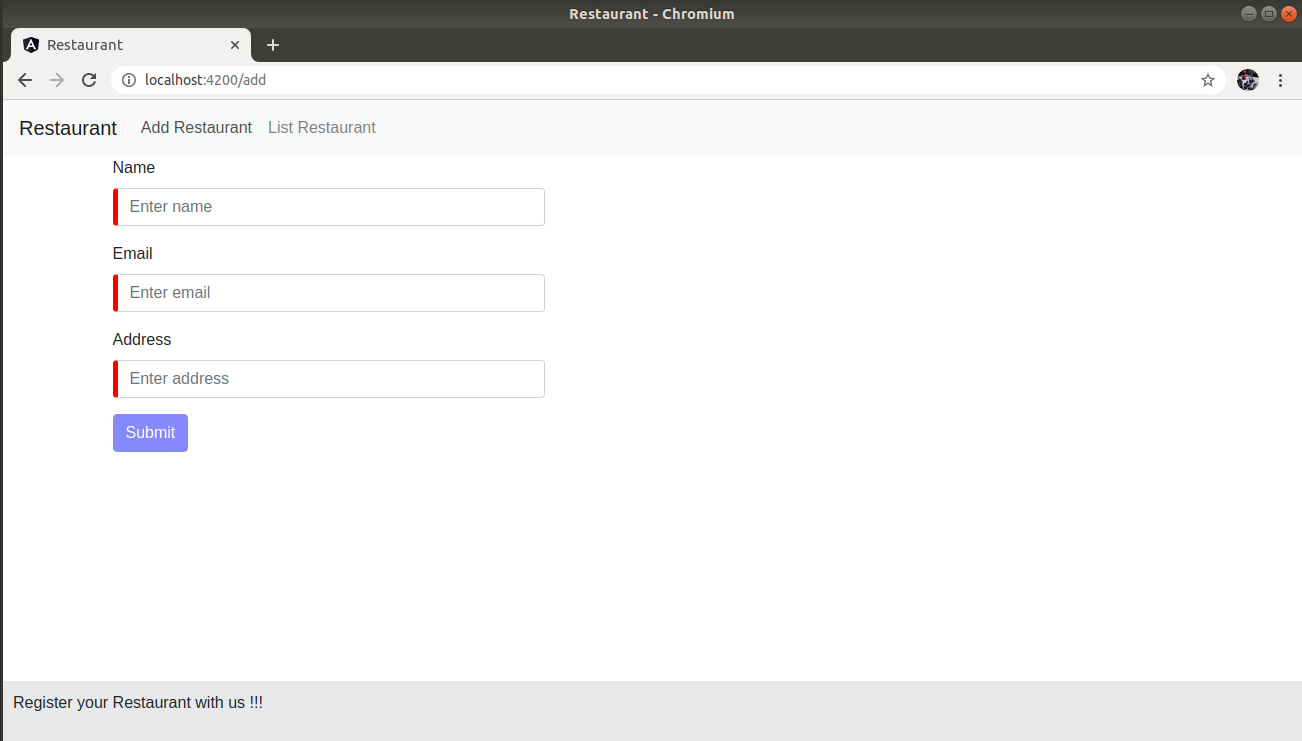 Restaurant - Chromium
Restaurant
localhost:4200/add
Restaurant Add Restaurant List Restaurant
Name
Enter name
Email
Enter email
Address
Enter address
Submit
Register your Restaurant with us !!!